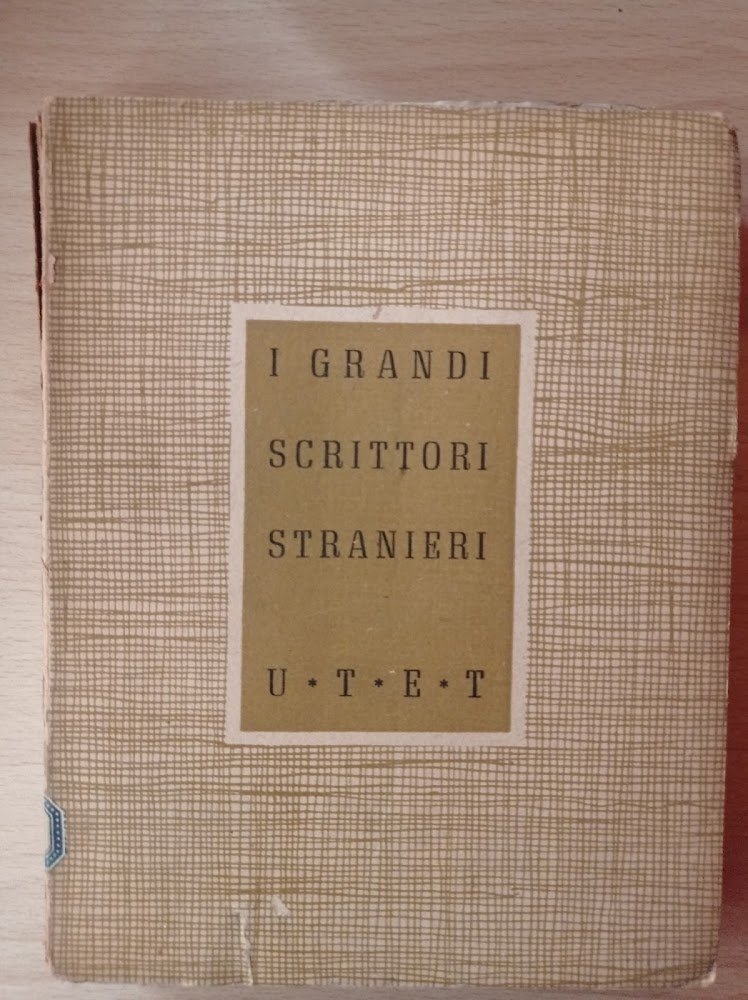 I GRANDI
SCRITTORI
STRANIERI
U * T * E * T